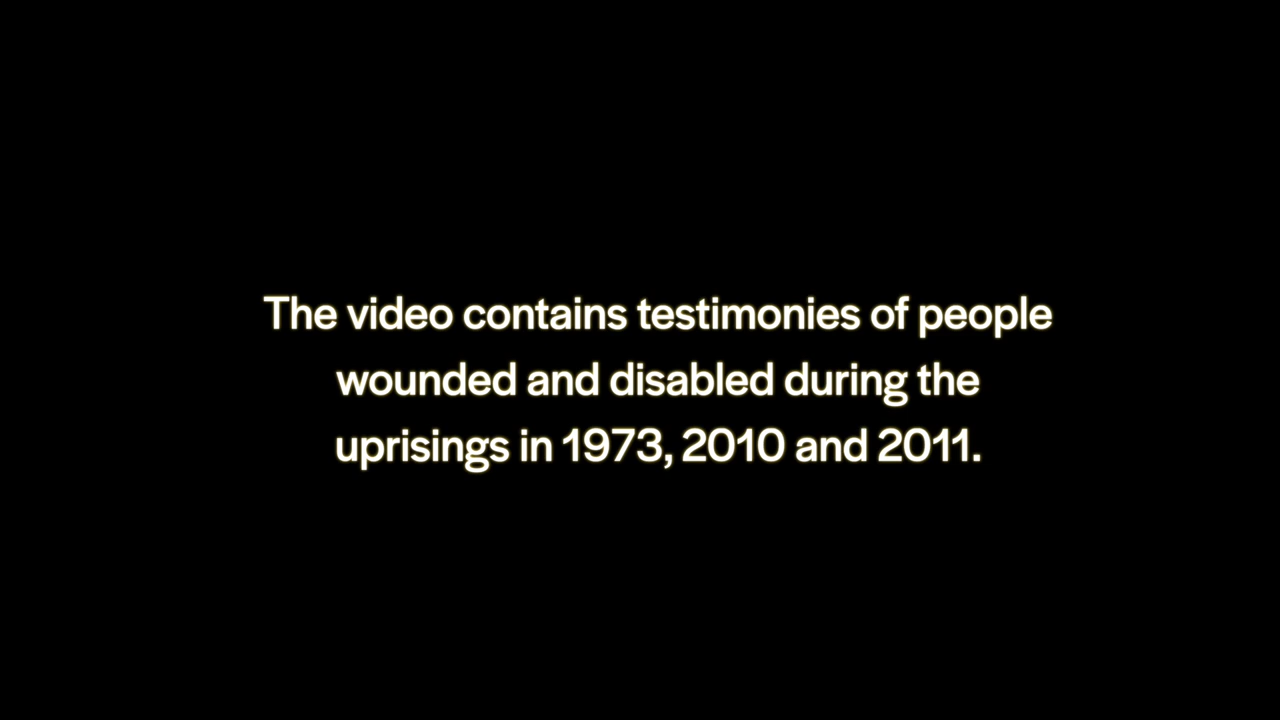 The video contains testimonies of people
wounded and disabled during the
uprisings in 1973, 2010 and 2011.